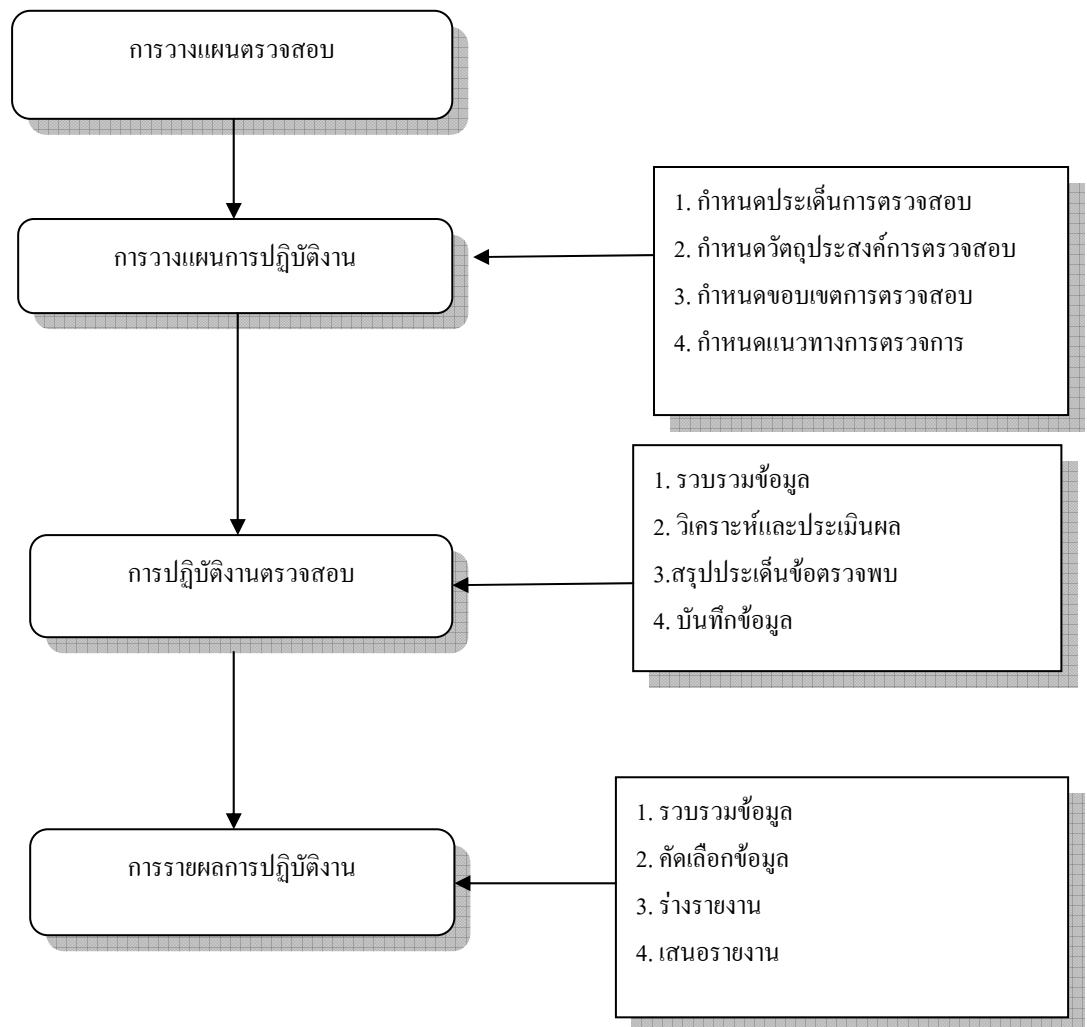 การวางแผนตรวจสอบ
การวางแผนการปฏิบัติงาน
1. กำหนดประเด็นการตรวจสอบ
2. กำหนดวัตถุประสงค์การตรวจสอบ
3. กำหนดขอบเขตการตรวจสอบ
4. กำหนดแนวทางการตรวจการ
การปฏิบัติงานตรวจสอบ
1. รวบรวมข้อมูล
2. วิเคราะห์และประเมินผล
3.สรุปประเด็นข้อตรวจพบ
4. บันทึกข้อมูล
การรายผลการปฏิบัติงาน
1. รวบรวมข้อมูล
2. คัดเลือกข้อมูล
3. ร่างรายงาน
4. เสนอรายงาน